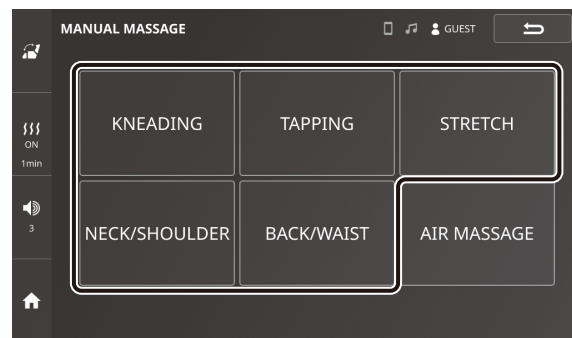 MANUAL MASSAGE
GUEST
KNEADING
TAPPING
STRETCH
ON
1min
3
NECK/SHOULDER
BACK/WAIST
AIR MASSAGE